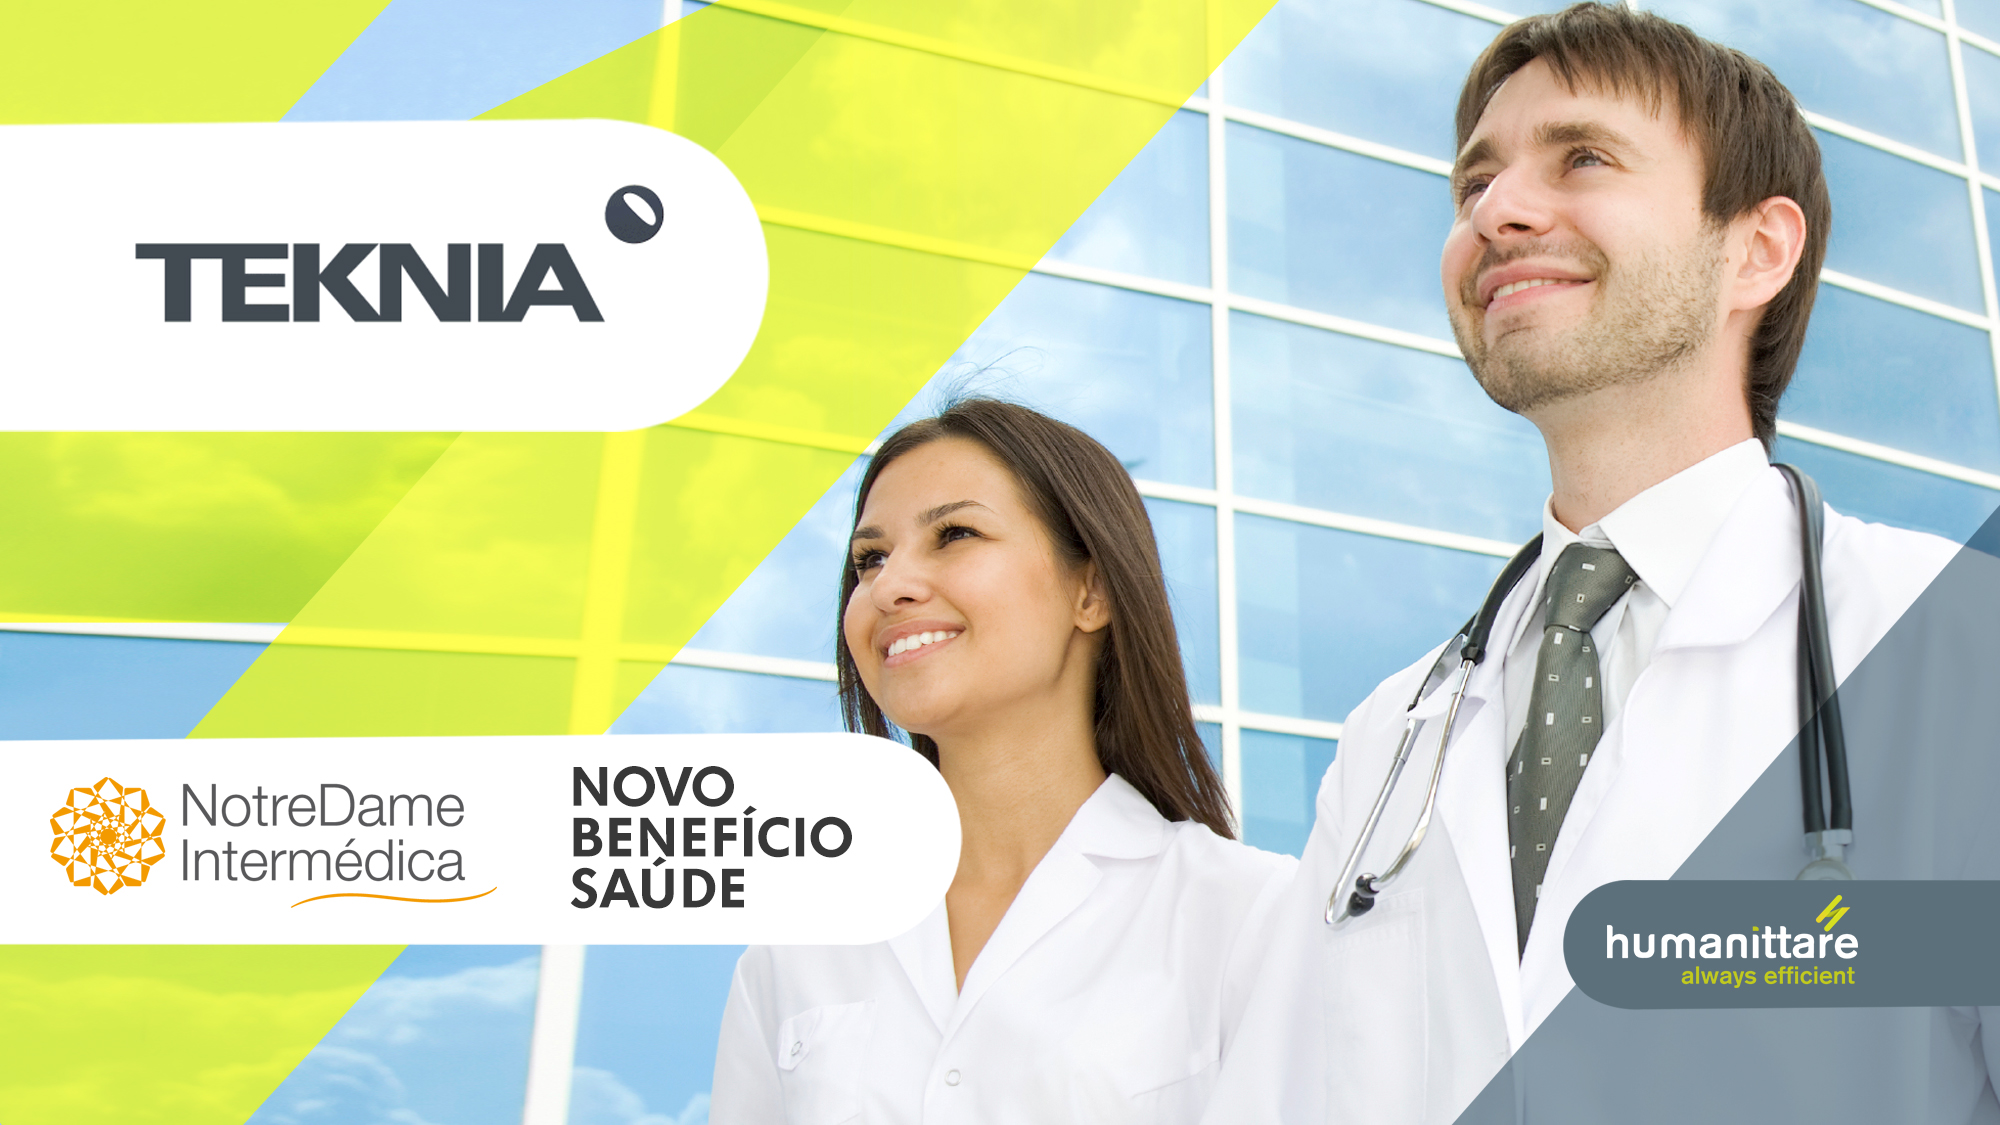 TEKNIA
NotreDame
Intermédica
NOVO
BENEFÍCIO
SAÚDE
humanittare
always efficient